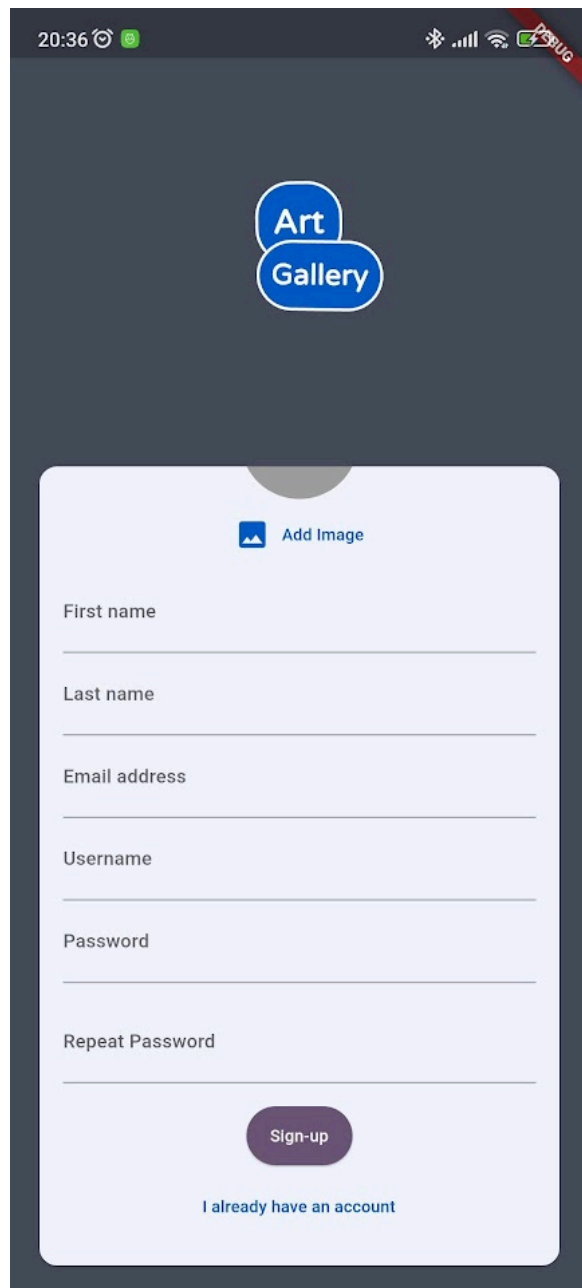 20:36
DEBUG
Art
Gallery
Add Image
First name
Last name
Email address
Username
Password
Repeat Password
Sign-up
I already have an account